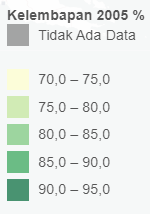 Kelembapan 2005 %
Tidak Ada Data
70,0 – 75,0
75,0 – 80,0
80,0 – 85,0
85,0 – 90,0
90,0 – 95,0